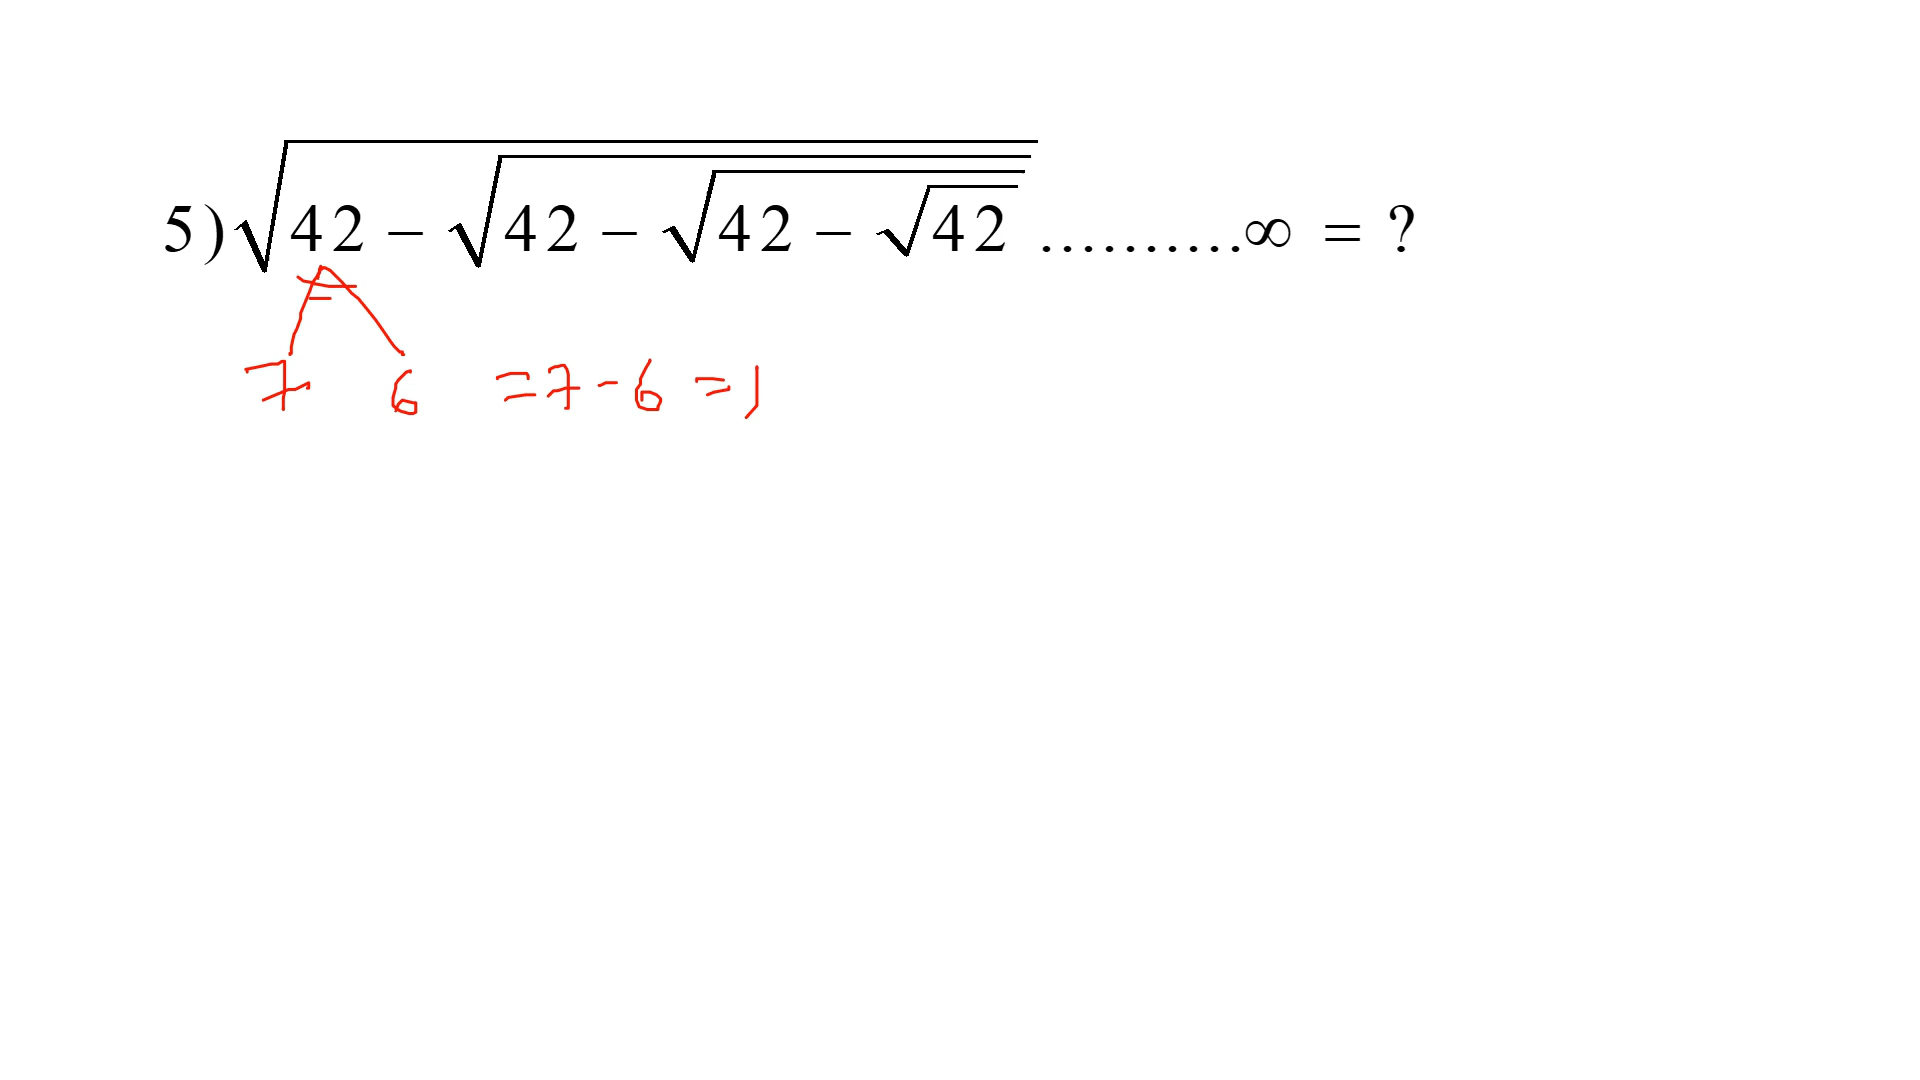 5) √42 − √42 − √42 − √42 ..........∞ = ?
7 6 = 7 - 6 = 1